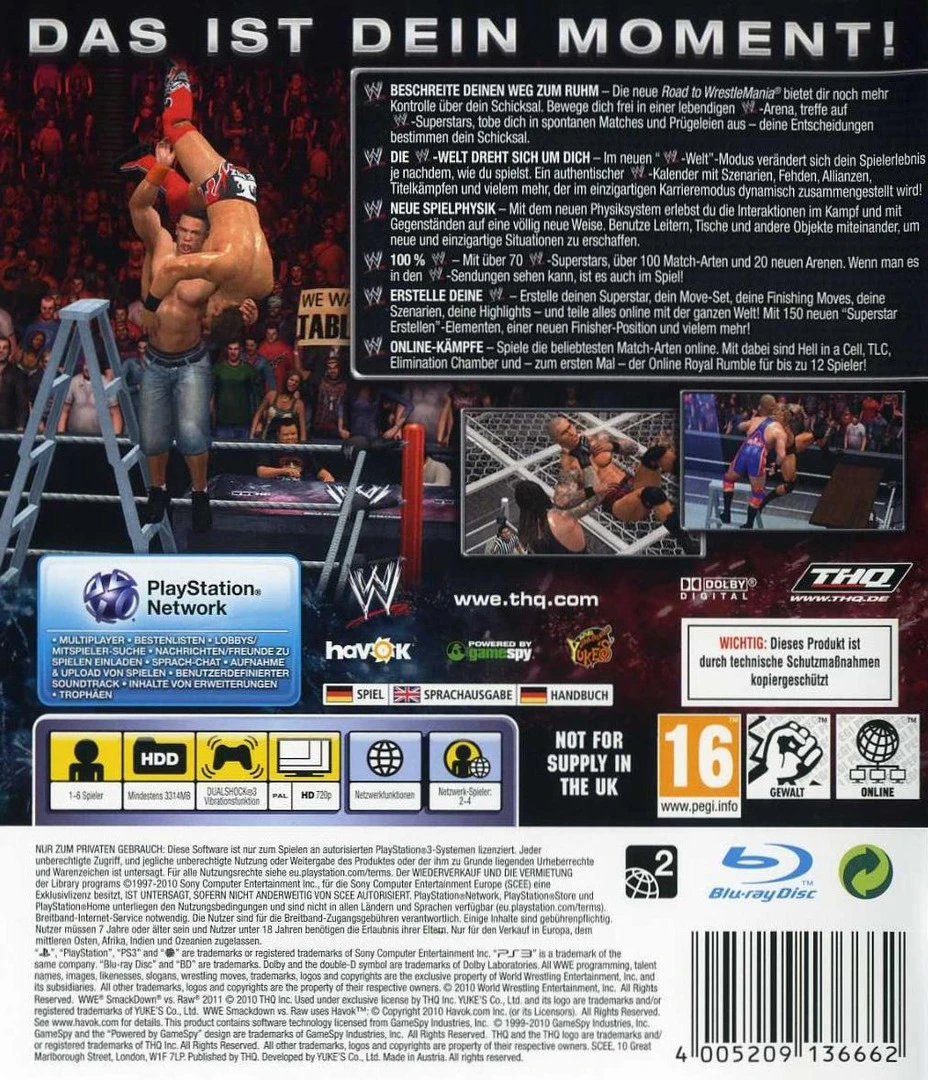 DAS IST DEIN MOMENT!
BESCHREITE DEINEN WEG ZUM RUHM – Die neue Road to WrestleMania® bietet dir noch mehr
Kontrolle über dein Schicksal. Bewege dich frei in einer lebendigen W-Arena, treffe auf
W-Superstars, tobe dich in spontanen Matches und Prügeleien aus – deine Entscheidungen
bestimmen dein Schicksal.
DIE W-WELT DREHT SICH UM DICH – Im neuen "W-Welt"-Modus verändert sich dein Spielerlebnis
je nachdem, wie du spielst. Ein authentischer W-Kalender mit Szenarien, Fehden, Allianzen,
Titelkämpfen und vielem mehr, der im einzigartigen Karrieremodus dynamisch zusammengestellt wird!
NEUE SPIELPHYSIK – Mit dem neuen Physiksystem erlebst du die Interaktionen im Kampf und mit
Gegenständen auf eine völlig neue Weise. Benutze Leitern, Tische und andere Objekte miteinander, um
neue und einzigartige Situationen zu erschaffen.
100 % W – Mit über 70 W-Superstars, über 100 Match-Arten und 20 neuen Arenen. Wenn man es
in den W-Sendungen sehen kann, ist es auch im Spiel!
ERSTELLE DEINE W – Erstelle deinen Superstar, dein Move-Set, deine Finishing Moves, deine
Szenarien, deine Highlights – und teile alles online mit der ganzen Welt! Mit 150 neuen "Superstar
Erstellen"-Elementen, einer neuen Finisher-Position und vielem mehr!
ONLINE-KÄMPFE – Spiele die beliebtesten Match-Arten online. Mit dabei sind Hell in a Cell, TLC,
Elimination Chamber und – zum ersten Mal – der Online Royal Rumble für bis zu 12 Spieler!
WE WA
TABL
PlayStation®
Network
• MULTIPLAYER • BESTENLISTEN • LOBBYS/
MITSPIELER-SUCHE • NACHRICHTEN/FREUNDE ZU
SPIELEN EINLADEN • SPRACH-CHAT • AUFNAHME
& UPLOAD VON SPIELEN • BENUTZERDEFINIERTER
SOUNDTRACK • INHALTE VON ERWEITERUNGEN
• TROPHÄEN
W
wwe.thq.com
DOLBY®
DIGITAL
THQ
WWW.THQ.DE
havok
POWERED BY
gamespy
YUKE'S
SPIEL
SPRACHAUSGABE
HANDBUCH
WICHTIG: Dieses Produkt ist
durch technische Schutzmaßnahmen
kopiergeschützt
1-6 Spieler
HDD
Mindestens 3314MB
DUALSHOCK®3
Vibrationsfunktion
PAL
HD 720p
Netzwerkfunktionen
Netzwerk-Spieler:
2-4
NOT FOR
SUPPLY IN
THE UK
16
www.pegi.info
GEWALT
ONLINE
NUR ZUM PRIVATEN GEBRAUCH: Diese Software ist nur zum Spielen an autorisierten PlayStation®3-Systemen lizenziert. Jeder
unberechtigte Zugriff, und jegliche unberechtigte Nutzung oder Weitergabe des Produktes oder der ihm zu Grunde liegenden Urheberrechte
und Warenzeichen ist untersagt. Für alle Nutzungsrechte siehe eu.playstation.com/terms. Der WIEDERVERKAUF UND DIE VERMIETUNG
der Library programs ©1997-2010 Sony Computer Entertainment Inc., für die Sony Computer Entertainment Europe (SCEE) eine
Exklusivlizenz besitzt, IST UNTERSAGT, SOFERN NICHT ANDERWEITIG VON SCEE AUTORISIERT. PlayStation®Network, PlayStation®Store und
PlayStation®Home unterliegen den Nutzungsbedingungen und sind nicht in allen Ländern und Sprachen verfügbar (eu.playstation.com/terms).
Breitband-Internet-Service notwendig. Die Nutzer sind für die Breitband-Zugangsgebühren verantwortlich. Einige Inhalte sind gebührenpflichtig.
Nutzer müssen 7 Jahre oder älter sein und Nutzer unter 18 Jahren benötigen die Erlaubnis ihrer Eltern. Nur für den Verkauf in Europa, dem
mittleren Osten, Afrika, Indien und Ozeanien zugelassen.
"PS", "PlayStation", "PS3" and " " are trademarks or registered trademarks of Sony Computer Entertainment Inc. "PS3" is a trademark of the
same company. "Blu-ray Disc" and "BD" are trademarks. Dolby and the double-D symbol are trademarks of Dolby Laboratories. All WWE programming, talent
names, images, likenesses, slogans, wrestling moves, trademarks, logos and copyrights are the exclusive property of World Wrestling Entertainment, Inc. and
its subsidiaries. All other trademarks, logos and copyrights are the property of their respective owners. © 2010 World Wrestling Entertainment, Inc. All Rights
Reserved. WWE® SmackDown® vs. Raw® 2011 © 2010 THQ Inc. Used under exclusive license by THQ Inc. YUKE'S Co., Ltd. and its logo are trademarks and/or
registered trademarks of YUKE'S Co., Ltd. WWE Smackdown vs. Raw uses Havok™: © Copyright 2010 Havok.com Inc. (or its Licensors). All Rights Reserved.
See www.havok.com for details. This product contains software technology licensed from GameSpy Industries, Inc. © 1999-2010 GameSpy Industries, Inc.
GameSpy and the "Powered by GameSpy" design are trademarks of GameSpy Industries, Inc. All Rights Reserved. THQ and the THQ logo are trademarks and/
or registered trademarks of THQ Inc. All other trademarks, logos and copyrights are property of their respective owners. SCEE, 10 Great
Marlborough Street, London, W1F 7LP. Published by THQ. Developed by YUKE'S Co., Ltd. Made in Austria. All rights reserved.
2
Blu-ray Disc™
4 005209 136662